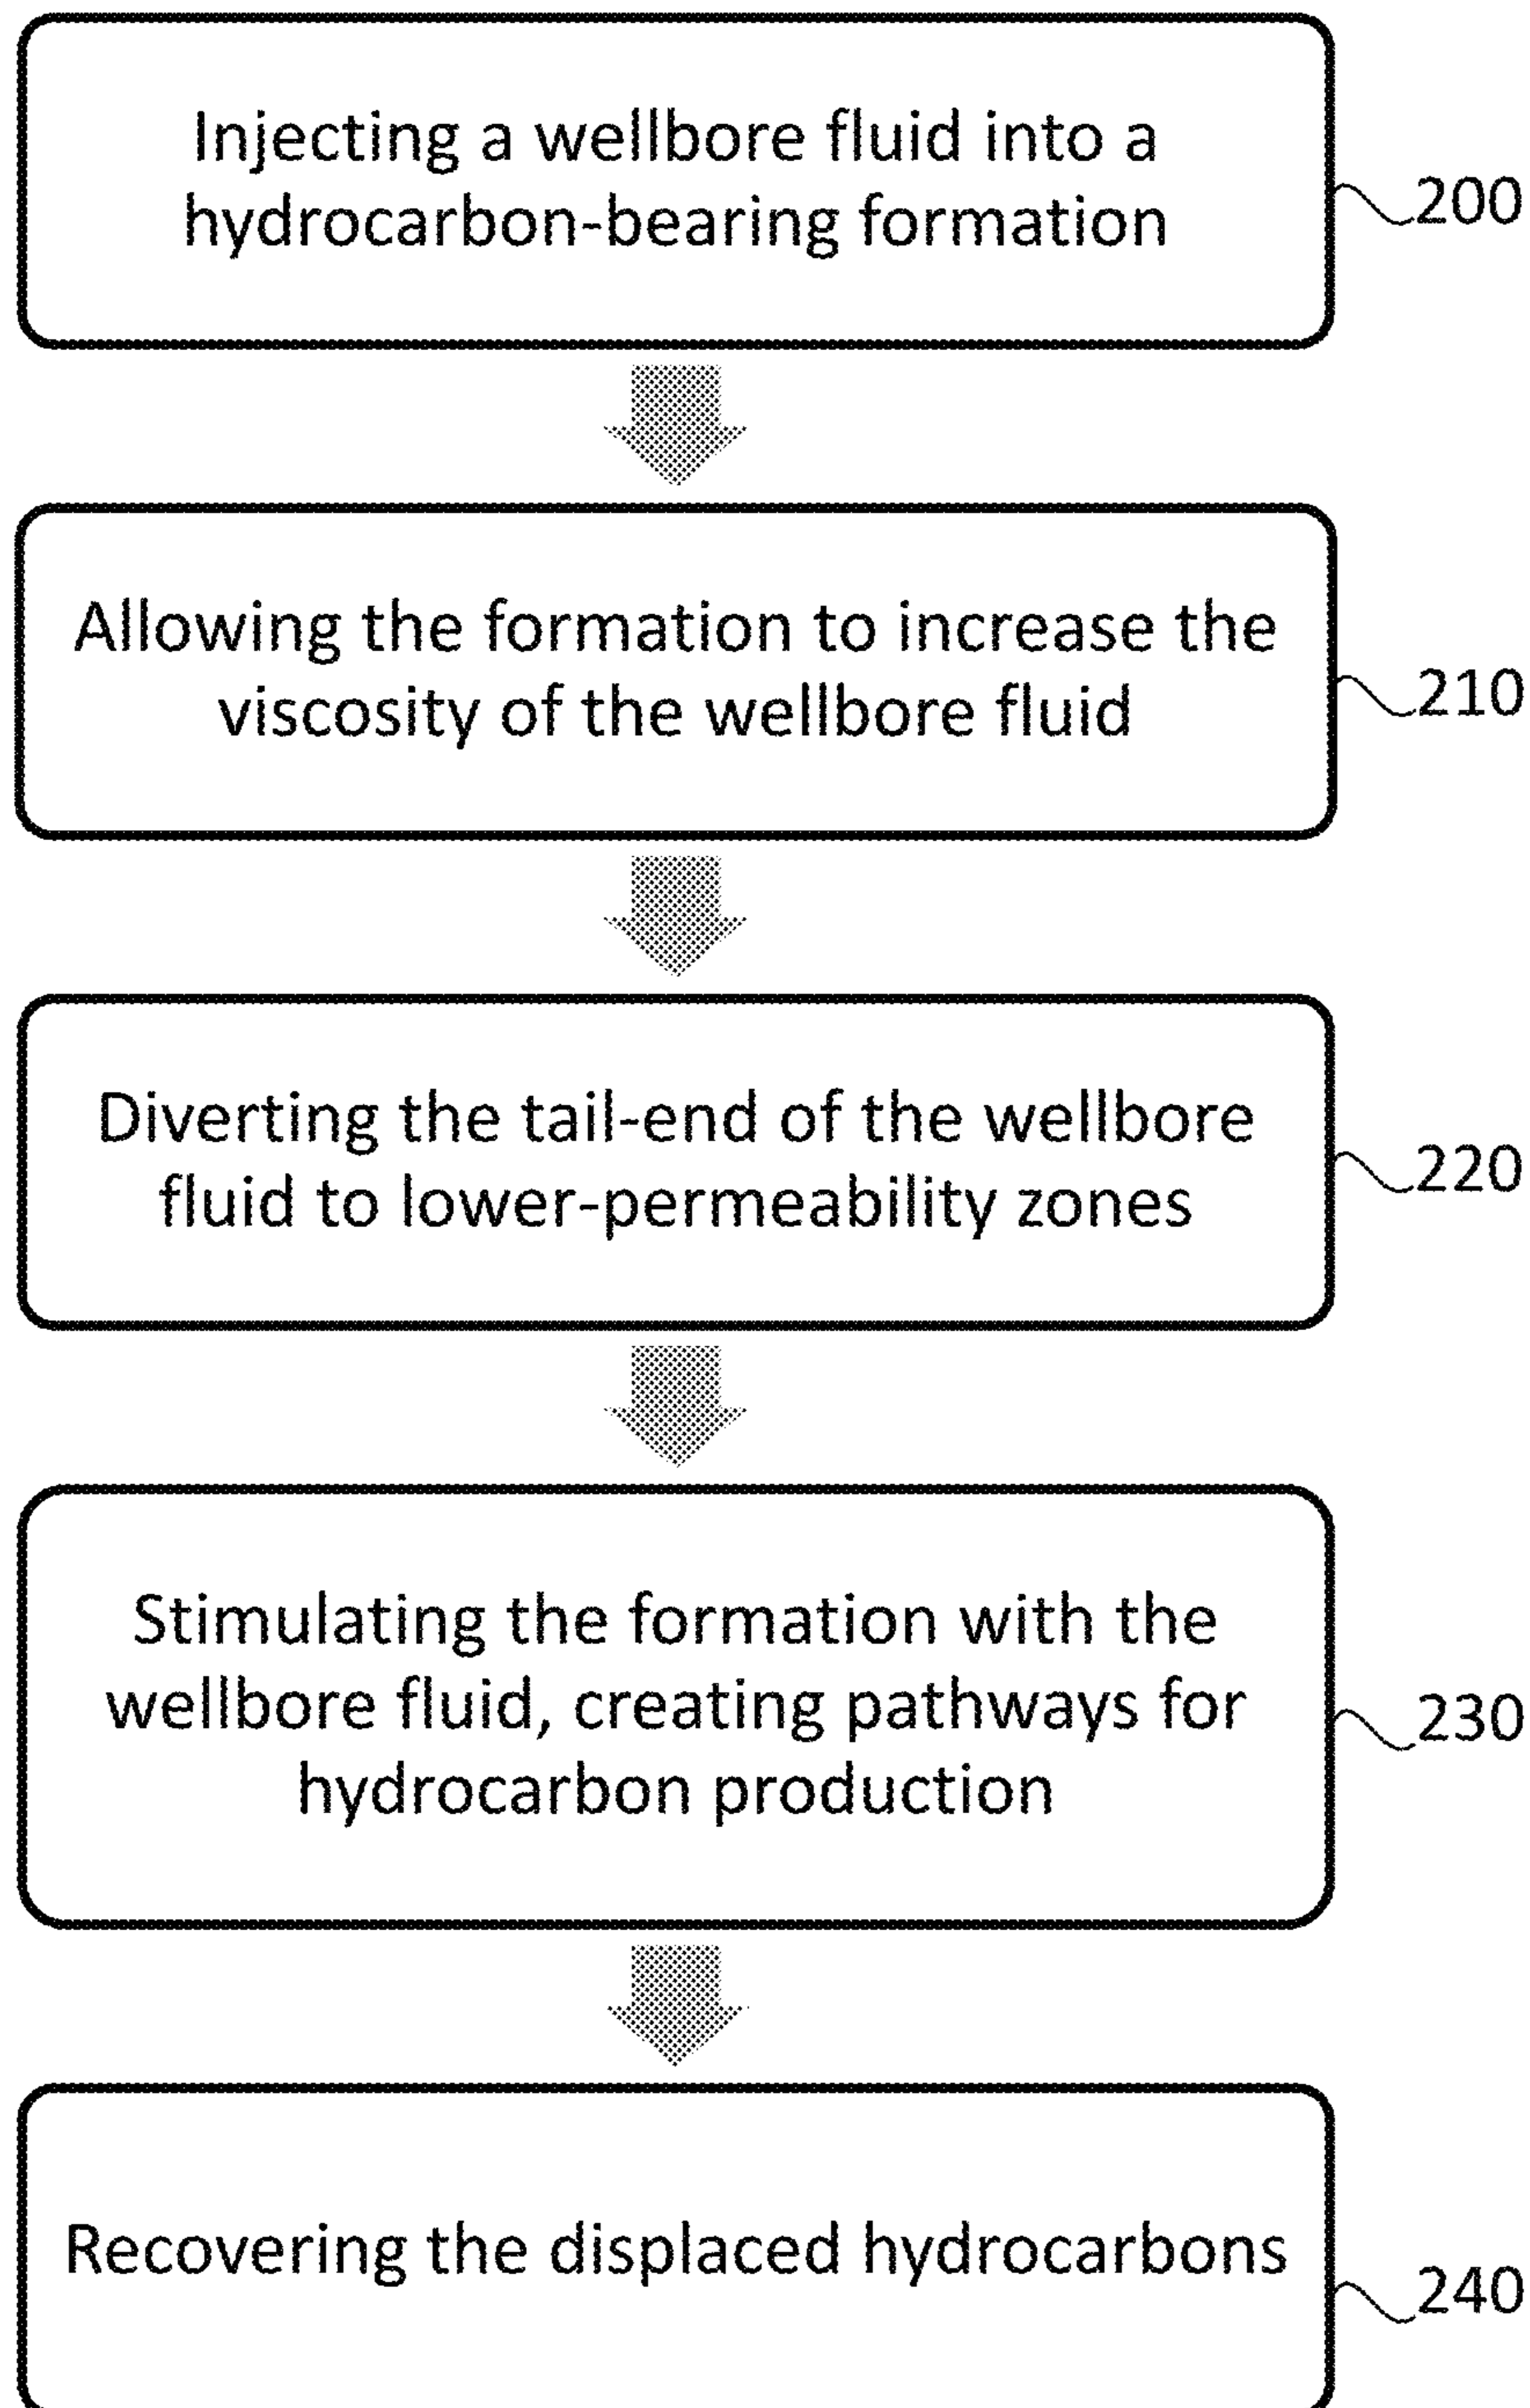 Injecting a wellbore fluid into a
hydrocarbon-bearing formation
200
Allowing the formation to increase the
viscosity of the wellbore fluid
210
Diverting the tail-end of the wellbore
fluid to lower-permeability zones
220
Stimulating the formation with the
wellbore fluid, creating pathways for
hydrocarbon production
230
Recovering the displaced hydrocarbons
240